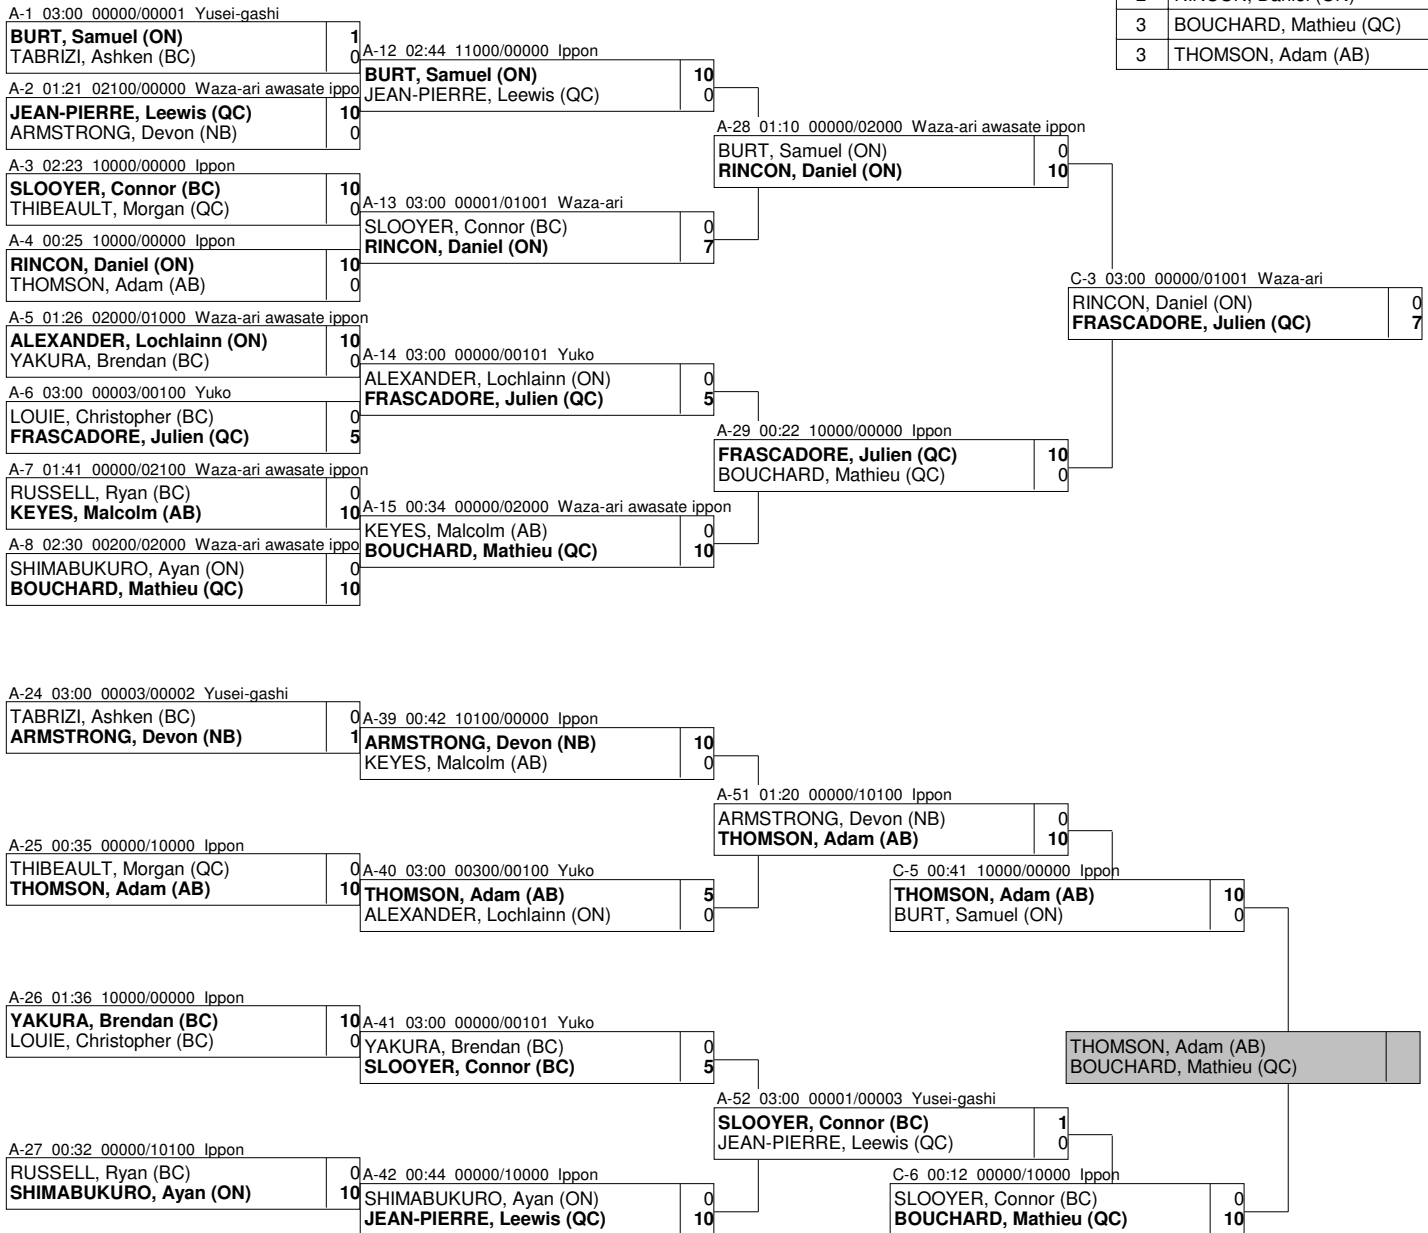 2 RINCON, Daniel (ON)
3 BOUCHARD, Mathieu (QC)
3 THOMSON, Adam (AB)
A-1 03:00 00000/00001 Yusei-gashi
BURT, Samuel (ON) 1
TABRIZI, Ashken (BC) 0
A-2 01:21 02100/00000 Waza-ari awasate ippo
JEAN-PIERRE, Leewis (QC) 10
ARMSTRONG, Devon (NB) 0
A-3 02:23 10000/00000 Ippon
SLOOYER, Connor (BC) 10
THIBEAULT, Morgan (QC) 0
A-4 00:25 10000/00000 Ippon
RINCON, Daniel (ON) 10
THOMSON, Adam (AB) 0
A-5 01:26 02000/01000 Waza-ari awasate ippon
ALEXANDER, Lochlainn (ON) 10
YAKURA, Brendan (BC) 0
A-6 03:00 00003/00100 Yuko
LOUIE, Christopher (BC) 0
FRASCADORE, Julien (QC) 5
A-7 01:41 00000/02100 Waza-ari awasate ippon
RUSSELL, Ryan (BC) 0
KEYES, Malcolm (AB) 10
A-8 02:30 00200/02000 Waza-ari awasate ippo
SHIMABUKURO, Ayan (ON) 0
BOUCHARD, Mathieu (QC) 10
A-12 02:44 11000/00000 Ippon
BURT, Samuel (ON) 10
JEAN-PIERRE, Leewis (QC) 0
A-13 03:00 00001/01001 Waza-ari
SLOOYER, Connor (BC) 0
RINCON, Daniel (ON) 7
A-14 03:00 00000/00101 Yuko
ALEXANDER, Lochlainn (ON) 0
FRASCADORE, Julien (QC) 5
A-15 00:34 00000/02000 Waza-ari awasate ippon
KEYES, Malcolm (AB) 0
BOUCHARD, Mathieu (QC) 10
A-28 01:10 00000/02000 Waza-ari awasate ippon
BURT, Samuel (ON) 0
RINCON, Daniel (ON) 10
A-29 00:22 10000/00000 Ippon
FRASCADORE, Julien (QC) 10
BOUCHARD, Mathieu (QC) 0
C-3 03:00 00000/01001 Waza-ari
RINCON, Daniel (ON) 0
FRASCADORE, Julien (QC) 7
A-24 03:00 00003/00002 Yusei-gashi
TABRIZI, Ashken (BC) 0
ARMSTRONG, Devon (NB) 1
A-25 00:35 00000/10000 Ippon
THIBEAULT, Morgan (QC) 0
THOMSON, Adam (AB) 10
A-26 01:36 10000/00000 Ippon
YAKURA, Brendan (BC) 10
LOUIE, Christopher (BC) 0
A-27 00:32 00000/10100 Ippon
RUSSELL, Ryan (BC) 0
SHIMABUKURO, Ayan (ON) 10
A-39 00:42 10100/00000 Ippon
ARMSTRONG, Devon (NB) 10
KEYES, Malcolm (AB) 0
A-40 03:00 00300/00100 Yuko
THOMSON, Adam (AB) 5
ALEXANDER, Lochlainn (ON) 0
A-41 03:00 00000/00101 Yuko
YAKURA, Brendan (BC) 0
SLOOYER, Connor (BC) 5
A-42 00:44 00000/10000 Ippon
SHIMABUKURO, Ayan (ON) 0
JEAN-PIERRE, Leewis (QC) 10
A-51 01:20 00000/10100 Ippon
ARMSTRONG, Devon (NB) 0
THOMSON, Adam (AB) 10
A-52 03:00 00001/00003 Yusei-gashi
SLOOYER, Connor (BC) 1
JEAN-PIERRE, Leewis (QC) 0
C-5 00:41 10000/00000 Ippon
THOMSON, Adam (AB) 10
BURT, Samuel (ON) 0
C-6 00:12 00000/10000 Ippon
SLOOYER, Connor (BC) 0
BOUCHARD, Mathieu (QC) 10
THOMSON, Adam (AB)
BOUCHARD, Mathieu (QC)